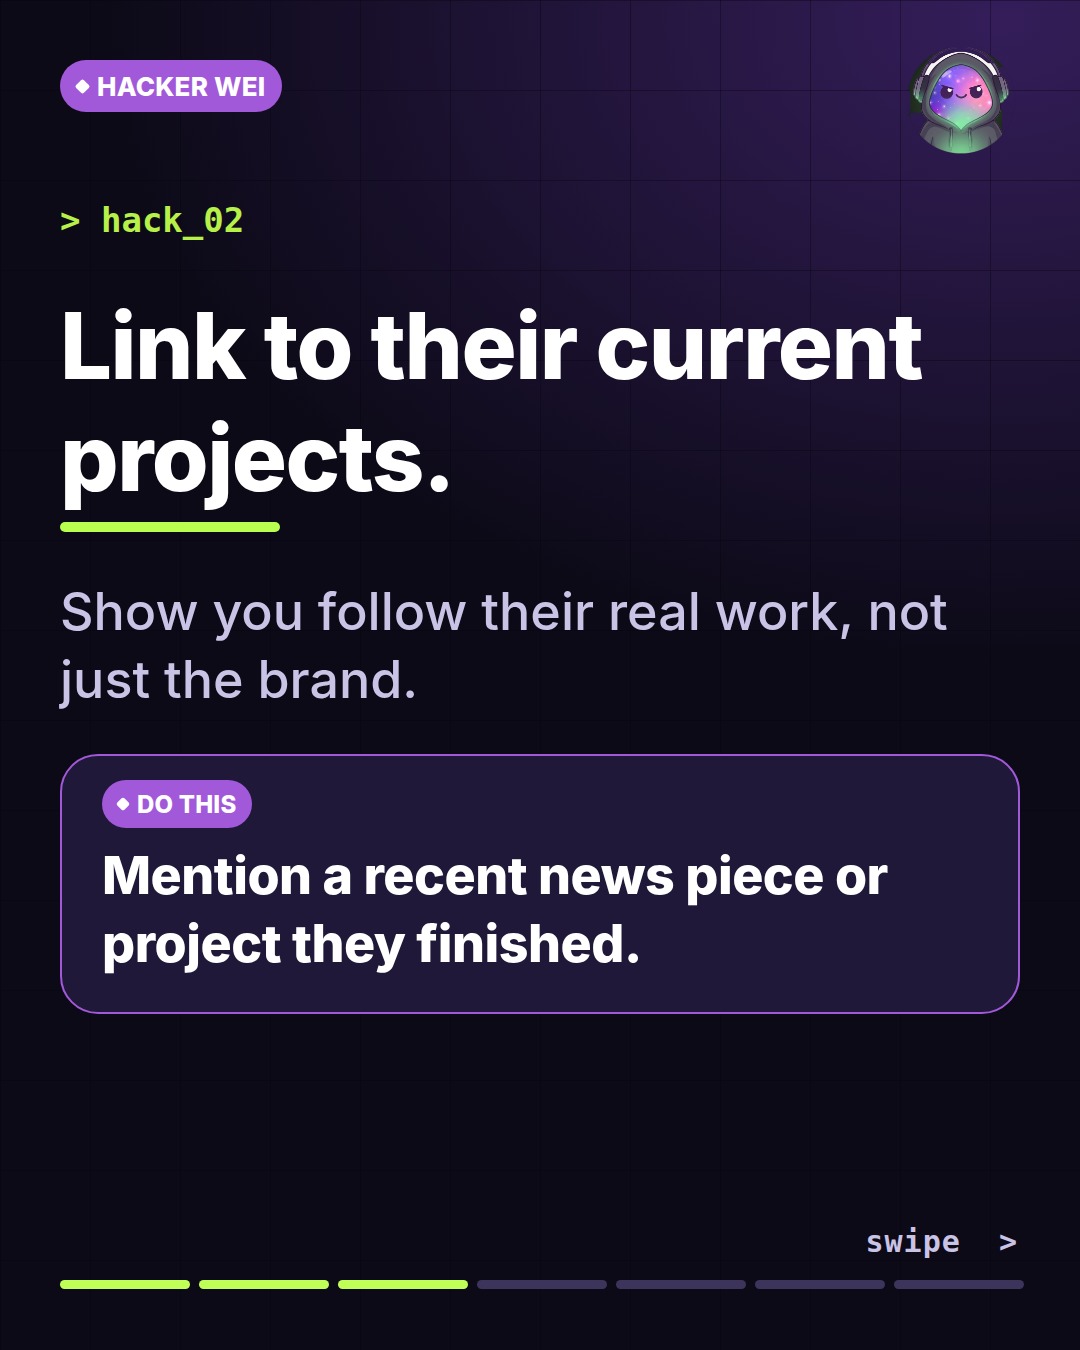 HACKER WEI
> hack_02
Link to their current
projects.
Show you follow their real work, not
just the brand.
DO THIS
Mention a recent news piece or
project they finished.
swipe >